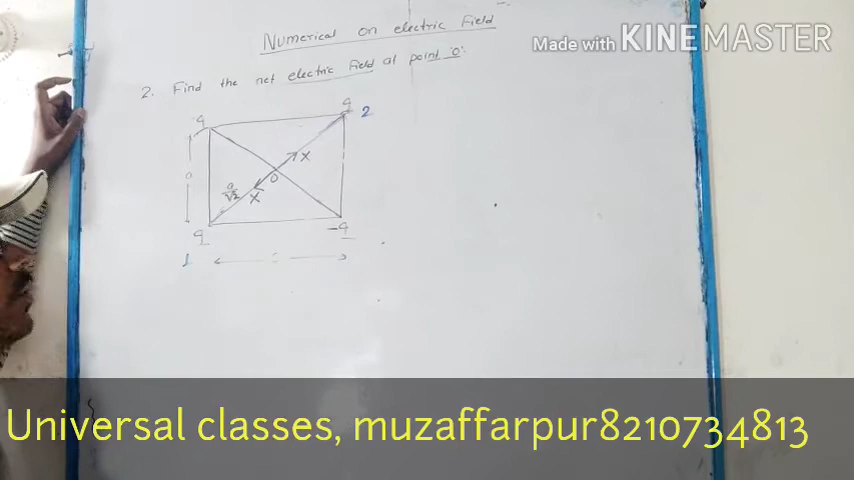 Numerical on electric Field
Made with KINEMASTER
2. Find the net electric field at point 'O'.
q
q 2
a
x
O
a/√2
x
q
-q
1
Universal classes, muzaffarpur8210734813